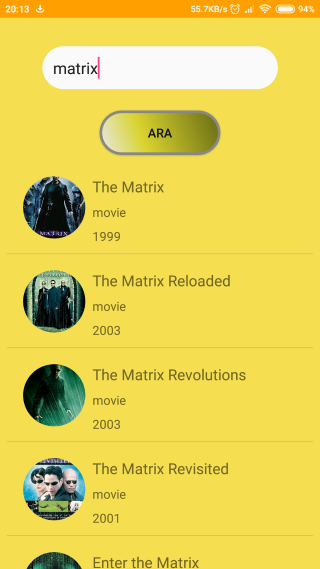 20:13
55.7KB/s
94%
matrix
ARA
The Matrix
movie
1999
The Matrix Reloaded
movie
2003
The Matrix Revolutions
movie
2003
The Matrix Revisited
movie
2001
Enter the Matrix